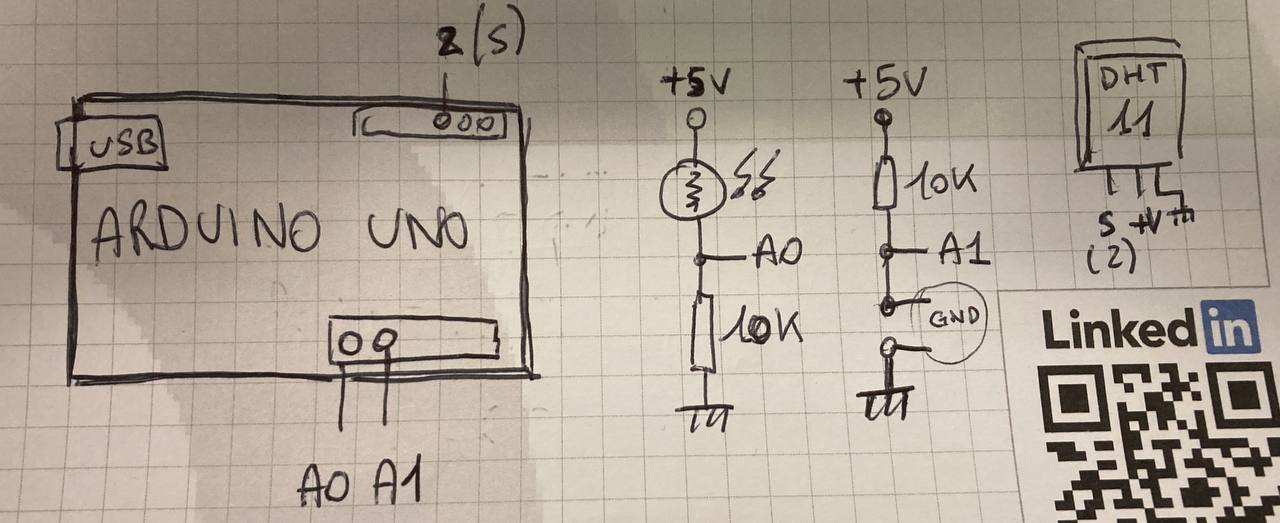 2(S)
USB
ARDUINO UNO
A0 A1
+5V
A0
10K
+5V
10K
A1
GND
DHT
11
S +V
(2)
Linked in